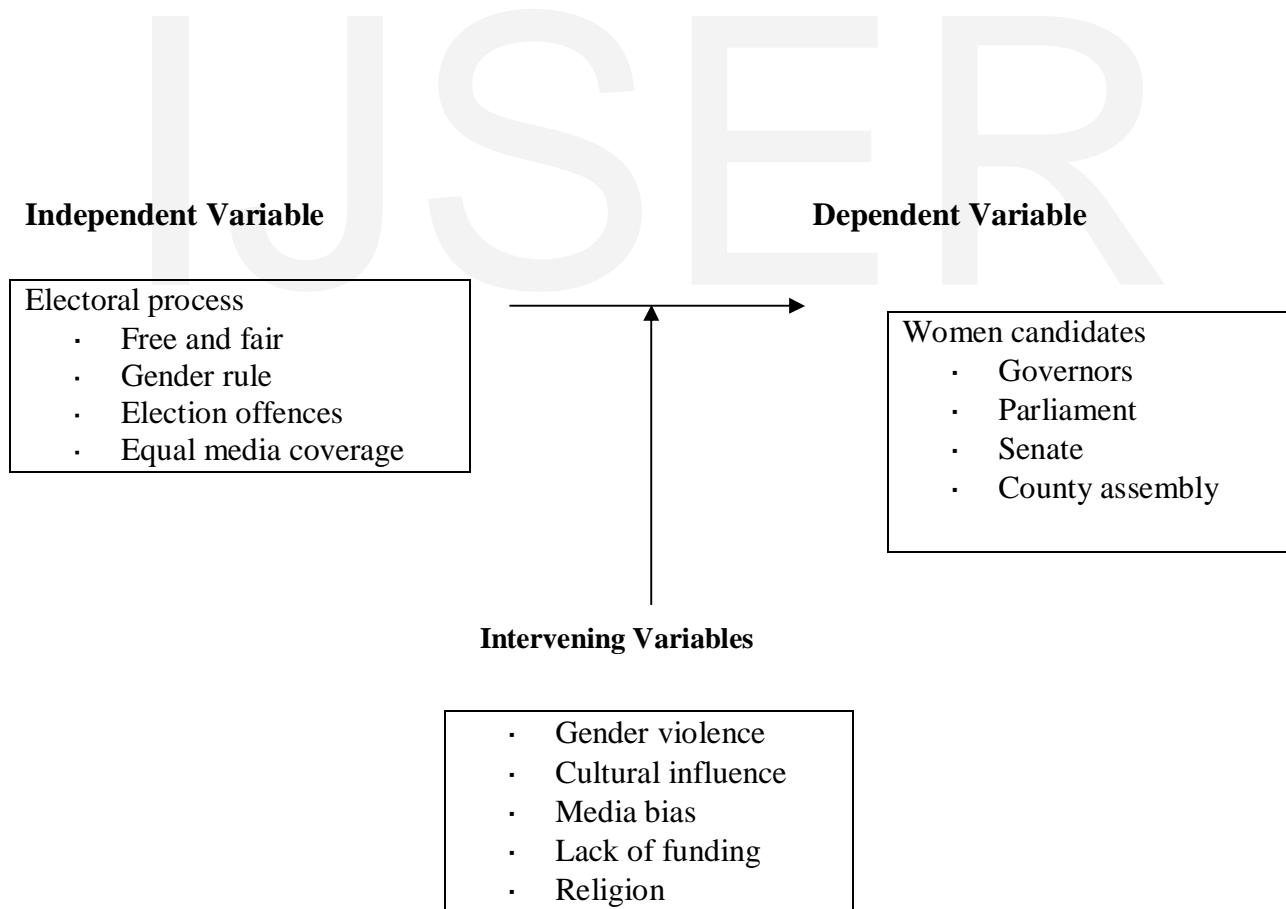 IJSER
Independent Variable
Dependent Variable
Electoral process
· Free and fair
· Gender rule
· Election offences
· Equal media coverage
Women candidates
· Governors
· Parliament
· Senate
· County assembly
Intervening Variables
· Gender violence
· Cultural influence
· Media bias
· Lack of funding
· Religion